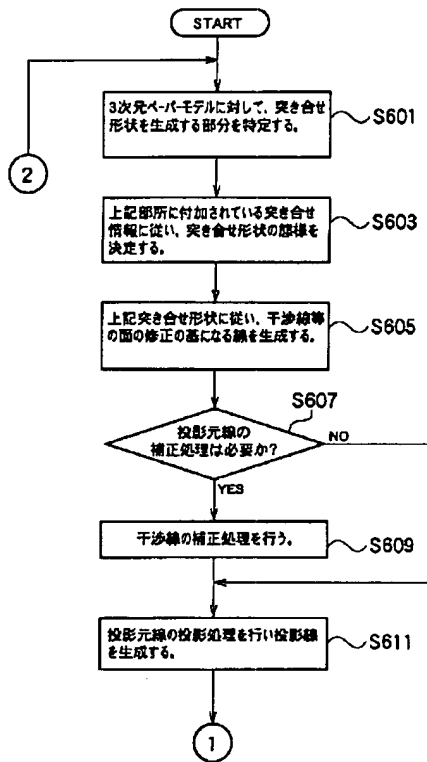 START
3次元ペーパーモデルに対して、突き合せ
形状を生成する部分を特定する。
S601
2
上記部所に付加されている突き合せ
情報に従い、突き合せ形状の態様を
決定する。
S603
上記突き合せ形状に従い、干渉線等
の面の修正の基になる線を生成する。
S605
S607
投影元線の
補正処理は必要か?
NO
YES
干渉線の補正処理を行う。
S609
投影元線の投影処理を行い投影線
を生成する。
S611
1